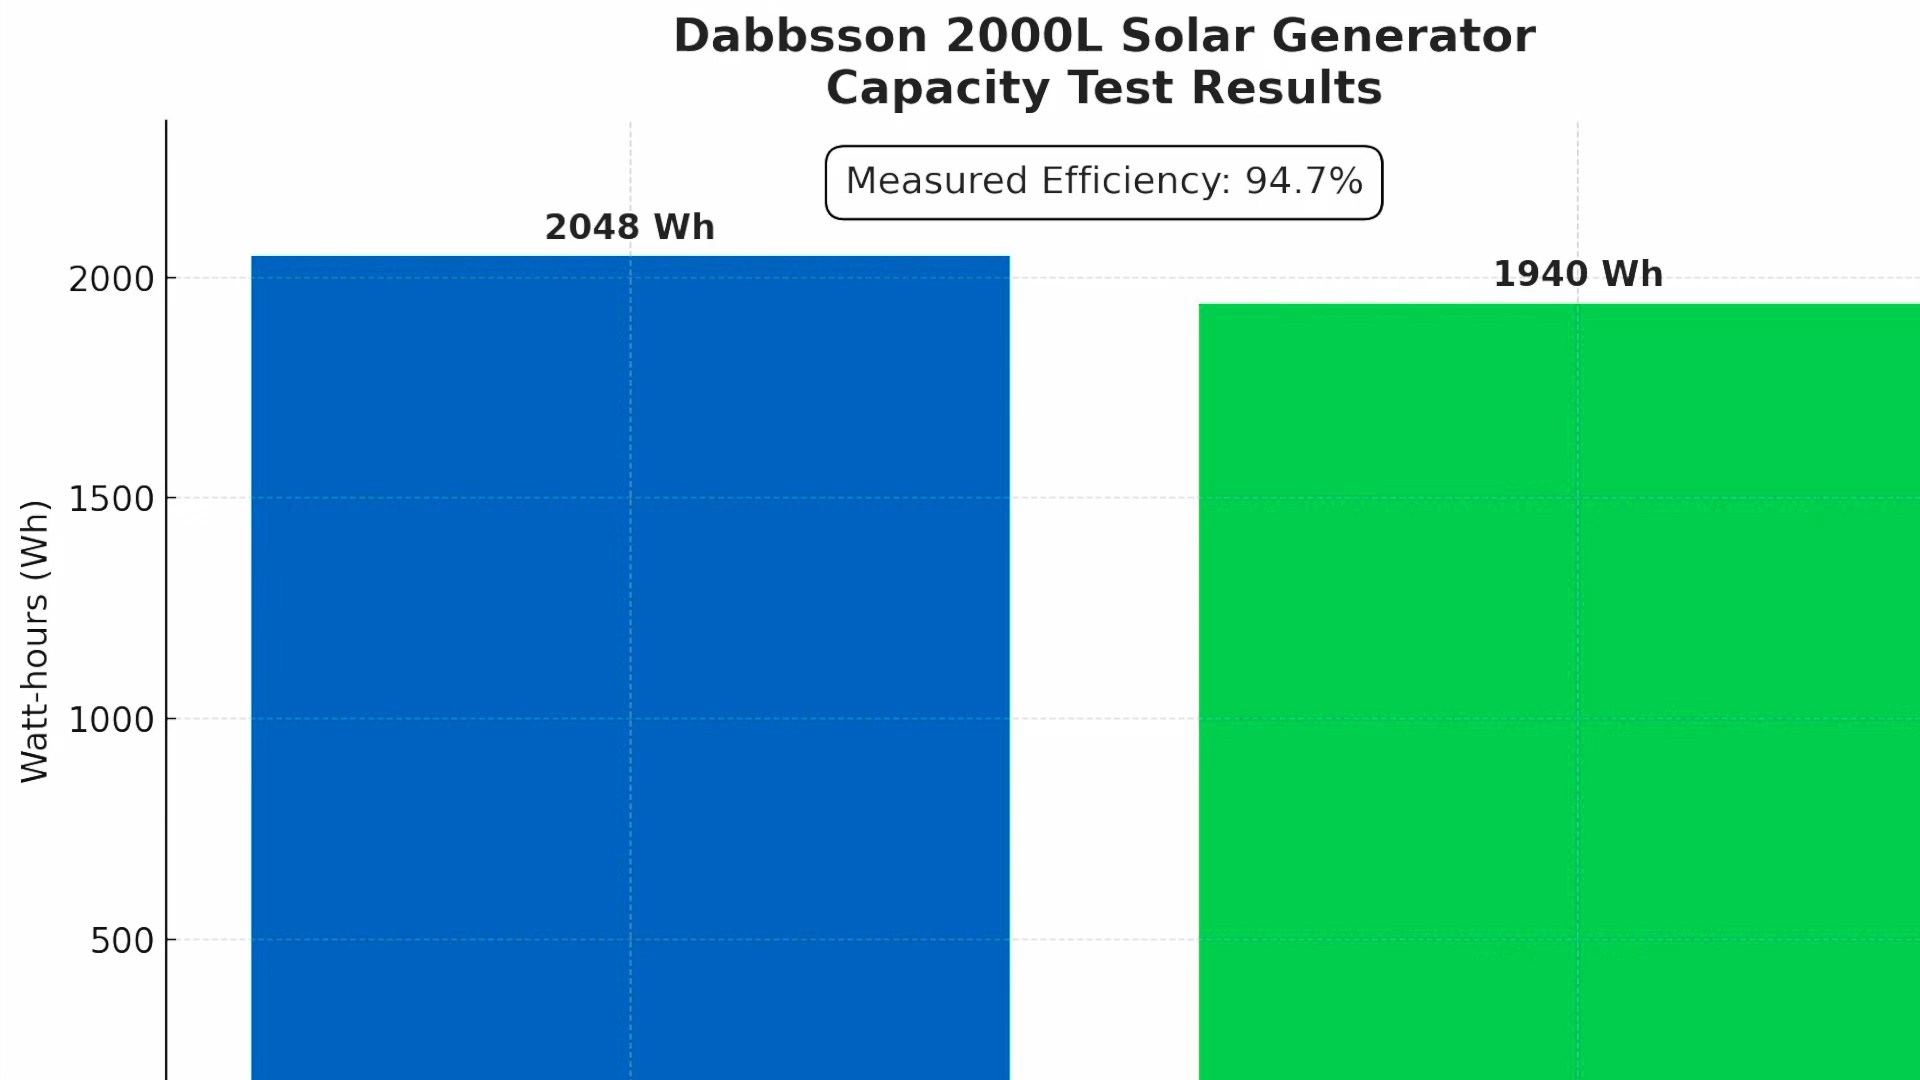 Dabbsson 2000L Solar Generator
Capacity Test Results
Measured Efficiency: 94.7%
2048 Wh
1940 Wh
2000
1500
1000
500
Watt-hours (Wh)